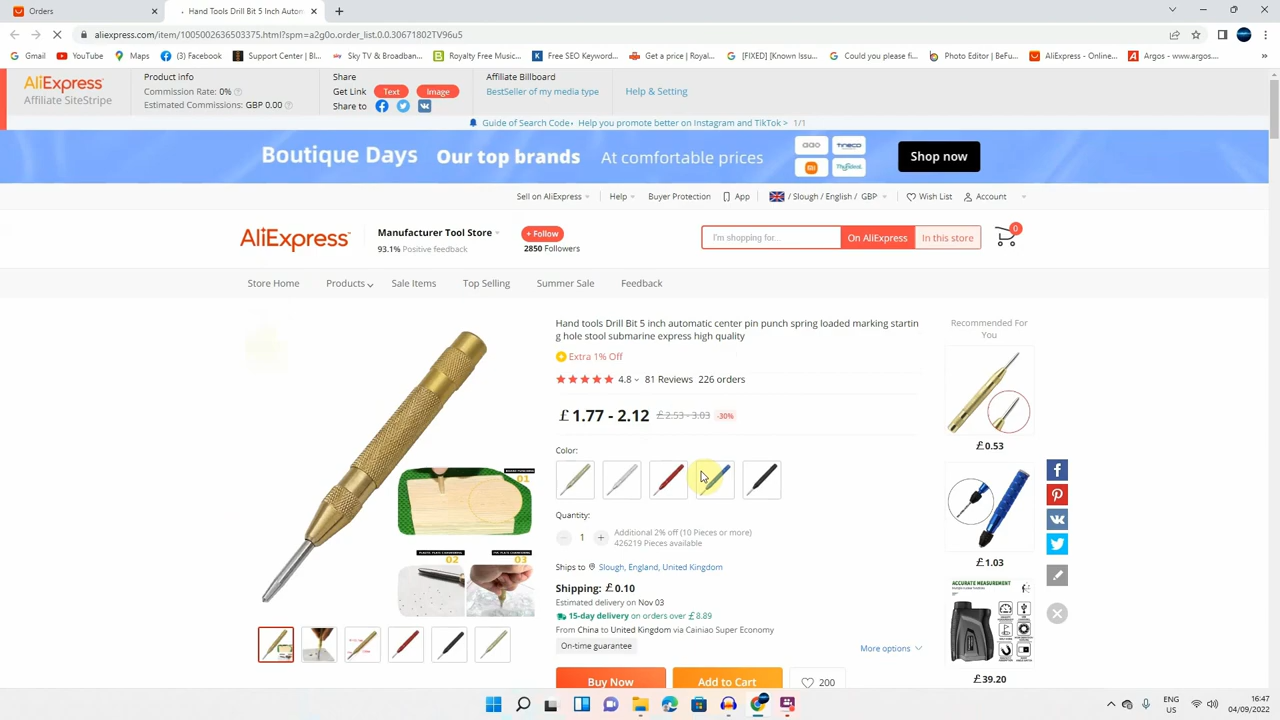 Orders
Hand Tools Drill Bit 5 inch Autom
aliexpress.com/item/1005002636503375.html?spm=a2g0o.order_list.0.0.30671802TV96u5
Gmail
YouTube
Maps
(3) Facebook
Support Center | Bl...
Sky TV & Broadban...
Royalty Free Music...
Free SEO Keyword...
Get a price | Royal...
[FIXED] [Known Issu...
Could you please fi...
Photo Editor | BeFu...
AliExpress - Online...
Argos - www.argos...
AliExpress
Affiliate SiteStripe
Product info
Commission Rate: 0%
Estimated Commissions: GBP 0.00
Share
Get Link Text Image
Share to
Affiliate Billboard
BestSeller of my media type
Help & Setting
Guide of Search Code
Help you promote better on Instagram and TikTok > 1/1
Boutique Days Our top brands At comfortable prices
TINECO
Shop now
Sell on AliExpress
Help
Buyer Protection
App
/ Slough / English / GBP
Wish List
Account
AliExpress
Manufacturer Tool Store
93.1% Positive feedback
+ Follow
2850 Followers
I'm shopping for...
On AliExpress
In this store
0
Store Home
Products
Sale Items
Top Selling
Summer Sale
Feedback
Hand tools Drill Bit 5 inch automatic center pin punch spring loaded marking startin
g hole stool submarine express high quality
Extra 1% Off
4.8 81 Reviews 226 orders
£1.77 - 2.12 £2.53 - 3.03 -30%
Color:
01
02
03
Quantity:
1
Additional 2% off (10 Pieces or more)
426219 Pieces available
Ships to Slough, England, United Kingdom
Shipping: £0.10
Estimated delivery on Nov 03
15-day delivery on orders over £8.89
From China to United Kingdom via Cainiao Super Economy
On-time guarantee
More options
Buy Now
Add to Cart
200
Recommended For
You
£0.53
£1.03
ACCURATE MEASUREMENT
£39.20
ENG
US
16:47
04/09/2022